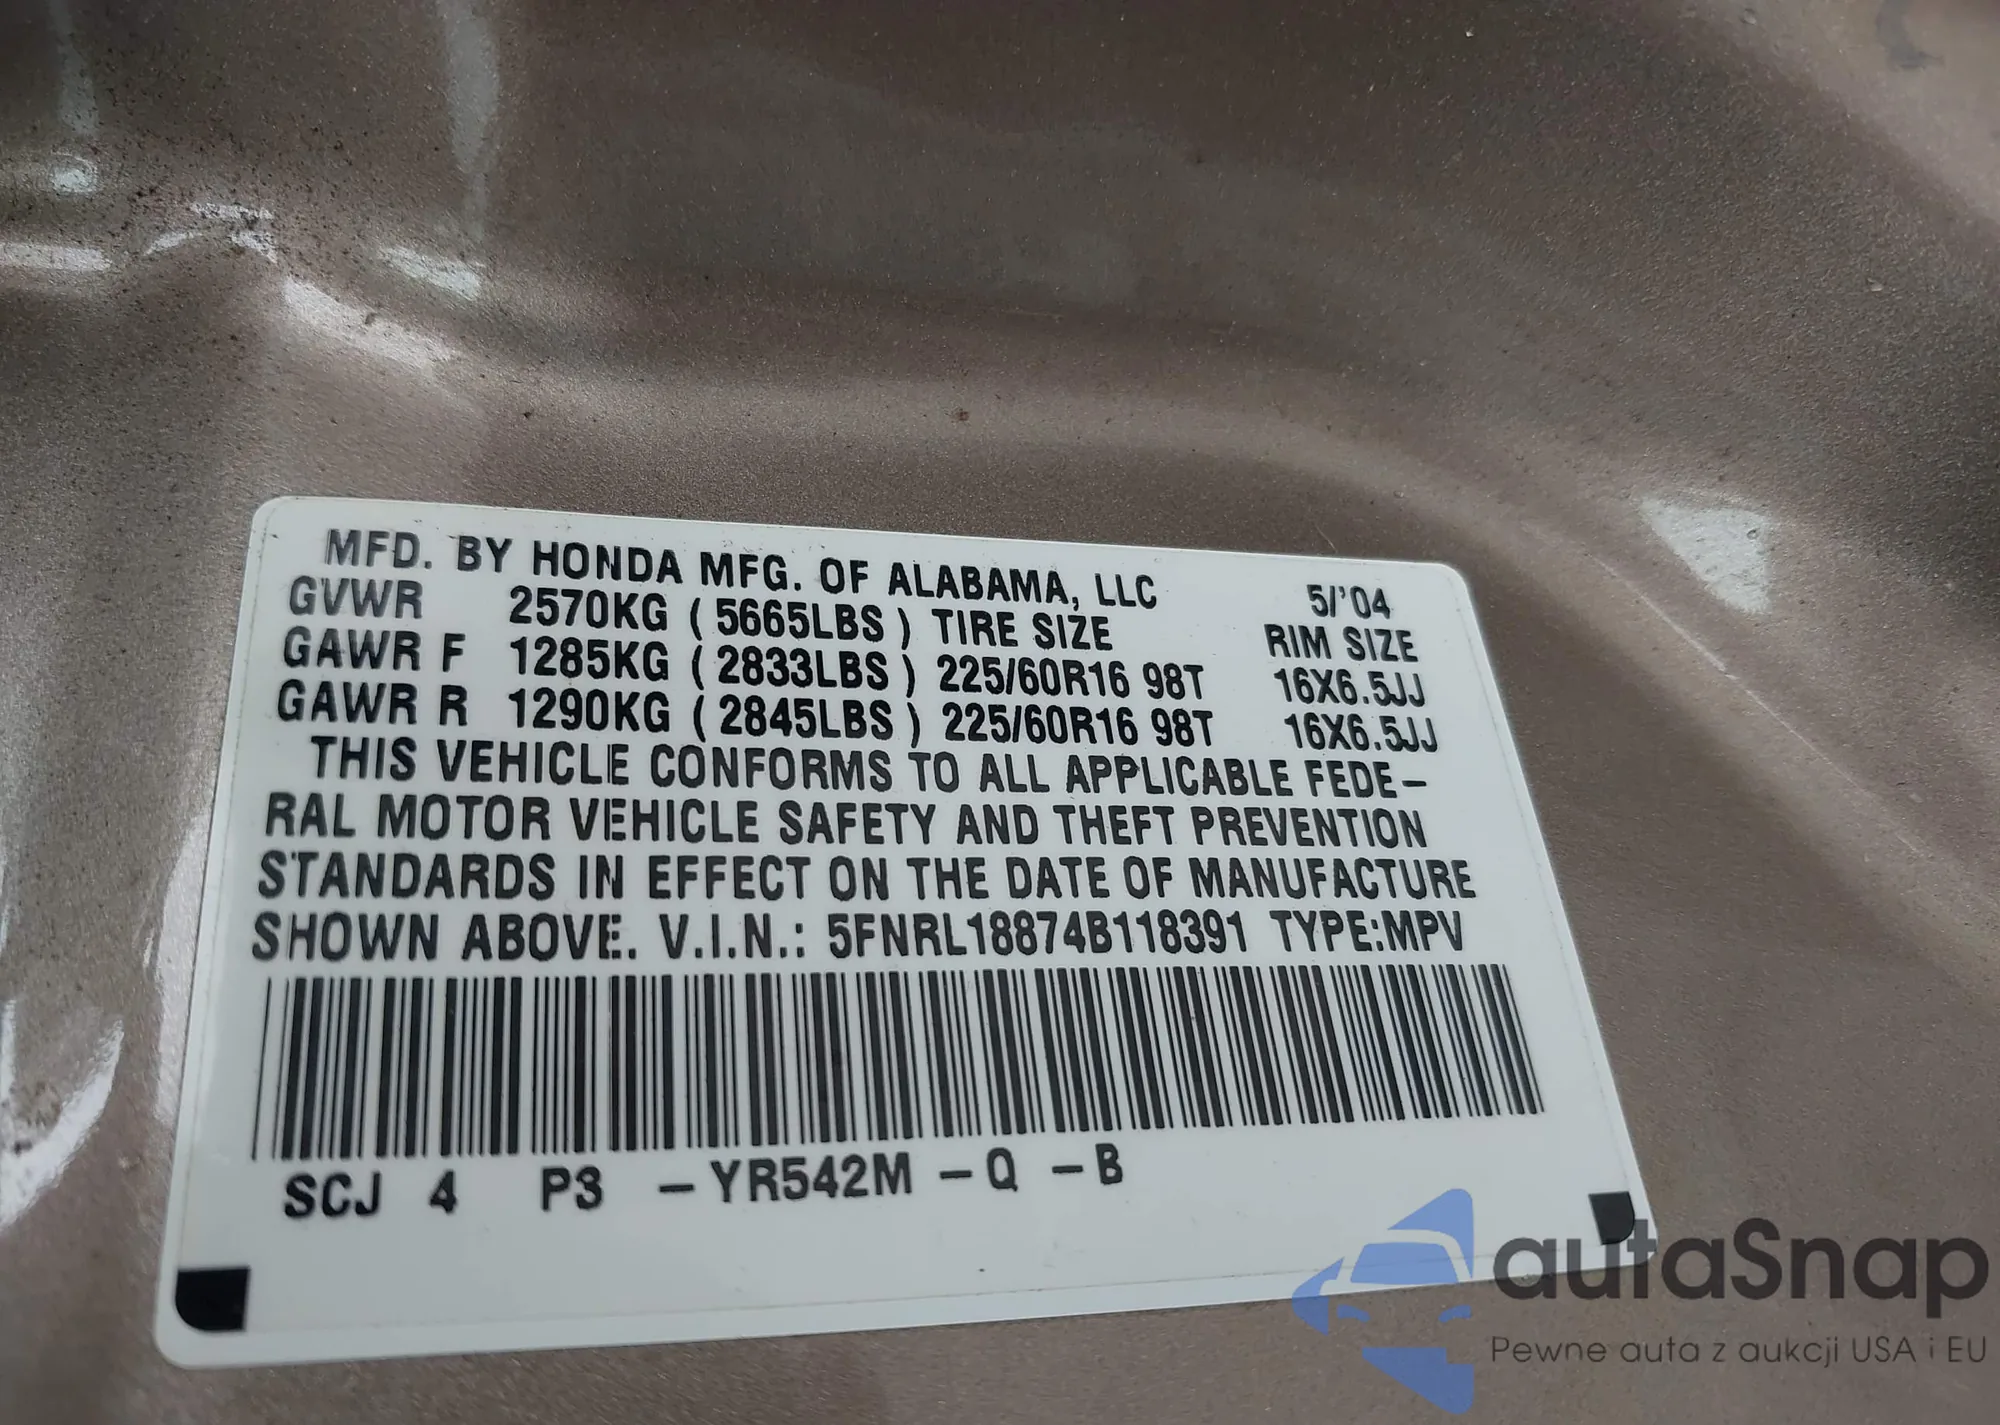 MFD. BY HONDA MFG. OF ALABAMA, LLC 5/'04
GVWR 2570KG ( 5665LBS ) TIRE SIZE RIM SIZE
GAWR F 1285KG ( 2833LBS ) 225/60R16 98T 16X6.5JJ
GAWR R 1290KG ( 2845LBS ) 225/60R16 98T 16X6.5JJ
THIS VEHICLE CONFORMS TO ALL APPLICABLE FEDE-
RAL MOTOR VEHICLE SAFETY AND THEFT PREVENTION
STANDARDS IN EFFECT ON THE DATE OF MANUFACTURE
SHOWN ABOVE. V.I.N.: 5FNRL18874B118391 TYPE:MPV
SCJ 4 P3 -YR542M -Q -B
autaSnap
Pewne auta z aukcji USA i EU